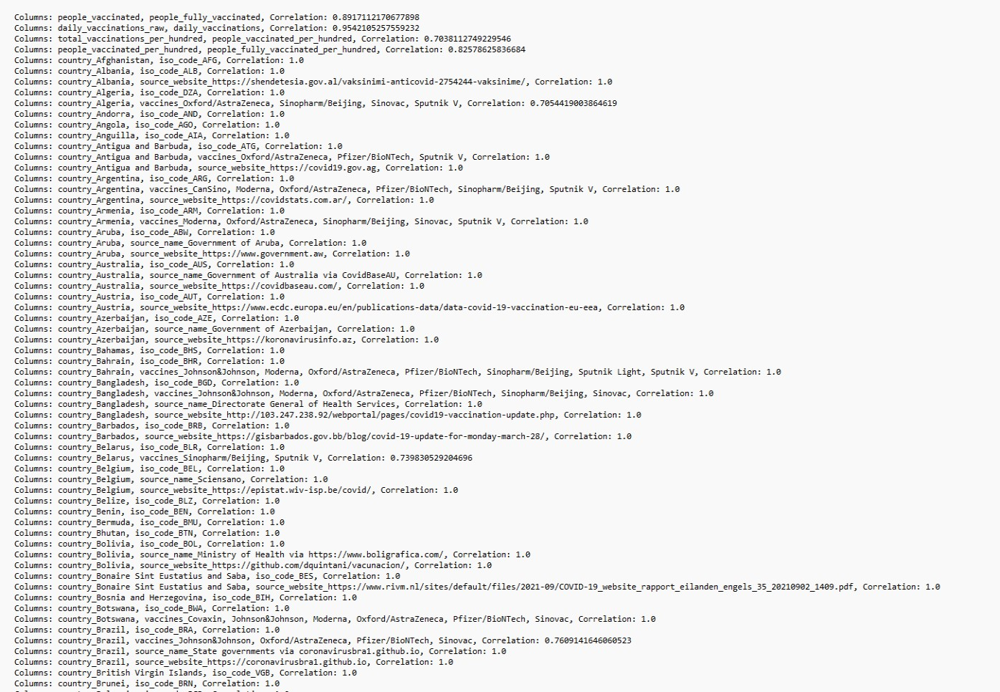 Columns: people_vaccinated, people_fully_vaccinated, Correlation: 0.8917112170677898
Columns: daily_vaccinations_raw, daily_vaccinations, Correlation: 0.9542105257559232
Columns: total_vaccinations_per_hundred, people_vaccinated_per_hundred, Correlation: 0.7038112749229546
Columns: people_vaccinated_per_hundred, people_fully_vaccinated_per_hundred, Correlation: 0.82578625836684
Columns: country_Afghanistan, iso_code_AFG, Correlation: 1.0
Columns: country_Albania, iso_code_ALB, Correlation: 1.0
Columns: country_Albania, source_website_https://shendetesia.gov.al/vaksinimi-anticovid-2754244-vaksinime/, Correlation: 1.0
Columns: country_Algeria, iso_code_DZA, Correlation: 1.0
Columns: country_Algeria, vaccines_Oxford/AstraZeneca, Sinopharm/Beijing, Sinovac, Sputnik V, Correlation: 0.7054419003864619
Columns: country_Andorra, iso_code_AND, Correlation: 1.0
Columns: country_Angola, iso_code_AGO, Correlation: 1.0
Columns: country_Anguilla, iso_code_AIA, Correlation: 1.0
Columns: country_Antigua and Barbuda, iso_code_ATG, Correlation: 1.0
Columns: country_Antigua and Barbuda, vaccines_Oxford/AstraZeneca, Pfizer/BioNTech, Sputnik V, Correlation: 1.0
Columns: country_Antigua and Barbuda, source_website_https://covid19.gov.ag, Correlation: 1.0
Columns: country_Argentina, iso_code_ARG, Correlation: 1.0
Columns: country_Argentina, vaccines_CanSino, Moderna, Oxford/AstraZeneca, Pfizer/BioNTech, Sinopharm/Beijing, Sputnik V, Correlation: 1.0
Columns: country_Argentina, source_website_https://covidstats.com.ar/, Correlation: 1.0
Columns: country_Armenia, iso_code_ARM, Correlation: 1.0
Columns: country_Armenia, vaccines_Moderna, Oxford/AstraZeneca, Sinopharm/Beijing, Sinovac, Sputnik V, Correlation: 1.0
Columns: country_Aruba, iso_code_ABW, Correlation: 1.0
Columns: country_Aruba, source_name_Government of Aruba, Correlation: 1.0
Columns: country_Aruba, source_website_https://www.government.aw, Correlation: 1.0
Columns: country_Australia, iso_code_AUS, Correlation: 1.0
Columns: country_Australia, source_name_Government of Australia via CovidBaseAU, Correlation: 1.0
Columns: country_Australia, source_website_https://covidbaseau.com/, Correlation: 1.0
Columns: country_Austria, iso_code_AUT, Correlation: 1.0
Columns: country_Austria, source_website_https://www.ecdc.europa.eu/en/publications-data/data-covid-19-vaccination-eu-eea, Correlation: 1.0
Columns: country_Azerbaijan, iso_code_AZE, Correlation: 1.0
Columns: country_Azerbaijan, source_name_Government of Azerbaijan, Correlation: 1.0
Columns: country_Azerbaijan, source_website_https://koronavirusinfo.az, Correlation: 1.0
Columns: country_Bahamas, iso_code_BHS, Correlation: 1.0
Columns: country_Bahrain, iso_code_BHR, Correlation: 1.0
Columns: country_Bahrain, vaccines_Johnson&Johnson, Moderna, Oxford/AstraZeneca, Pfizer/BioNTech, Sinopharm/Beijing, Sputnik Light, Sputnik V, Correlation: 1.0
Columns: country_Bangladesh, iso_code_BGD, Correlation: 1.0
Columns: country_Bangladesh, vaccines_Johnson&Johnson, Moderna, Oxford/AstraZeneca, Pfizer/BioNTech, Sinopharm/Beijing, Sinovac, Correlation: 1.0
Columns: country_Bangladesh, source_name_Directorate General of Health Services, Correlation: 1.0
Columns: country_Bangladesh, source_website_http://103.247.238.92/webportal/pages/covid19-vaccination-update.php, Correlation: 1.0
Columns: country_Barbados, iso_code_BRB, Correlation: 1.0
Columns: country_Barbados, source_website_https://gisbarbados.gov.bb/blog/covid-19-update-for-monday-march-28/, Correlation: 1.0
Columns: country_Belarus, iso_code_BLR, Correlation: 1.0
Columns: country_Belarus, vaccines_Sinopharm/Beijing, Sputnik V, Correlation: 0.739830529204696
Columns: country_Belgium, iso_code_BEL, Correlation: 1.0
Columns: country_Belgium, source_name_Sciensano, Correlation: 1.0
Columns: country_Belgium, source_website_https://epistat.wiv-isp.be/covid/, Correlation: 1.0
Columns: country_Belize, iso_code_BLZ, Correlation: 1.0
Columns: country_Benin, iso_code_BEN, Correlation: 1.0
Columns: country_Bermuda, iso_code_BMU, Correlation: 1.0
Columns: country_Bhutan, iso_code_BTN, Correlation: 1.0
Columns: country_Bolivia, iso_code_BOL, Correlation: 1.0
Columns: country_Bolivia, source_name_Ministry of Health via https://www.boligrafica.com/, Correlation: 1.0
Columns: country_Bolivia, source_website_https://github.com/dquintani/vacunacion/, Correlation: 1.0
Columns: country_Bonaire Sint Eustatius and Saba, iso_code_BES, Correlation: 1.0
Columns: country_Bonaire Sint Eustatius and Saba, source_website_https://www.rivm.nl/sites/default/files/2021-09/COVID-19_website_rapport_eilanden_engels_35_20210902_1409.pdf, Correlation: 1.0
Columns: country_Bosnia and Herzegovina, iso_code_BIH, Correlation: 1.0
Columns: country_Botswana, iso_code_BWA, Correlation: 1.0
Columns: country_Botswana, vaccines_Covaxin, Johnson&Johnson, Moderna, Oxford/AstraZeneca, Pfizer/BioNTech, Sinovac, Correlation: 1.0
Columns: country_Brazil, iso_code_BRA, Correlation: 1.0
Columns: country_Brazil, vaccines_Johnson&Johnson, Oxford/AstraZeneca, Pfizer/BioNTech, Sinovac, Correlation: 0.7609141646060523
Columns: country_Brazil, source_name_State governments via coronavirusbra1.github.io, Correlation: 1.0
Columns: country_Brazil, source_website_https://coronavirusbra1.github.io, Correlation: 1.0
Columns: country_British Virgin Islands, iso_code_VGB, Correlation: 1.0
Columns: country_Brunei, iso_code_BRN, Correlation: 1.0